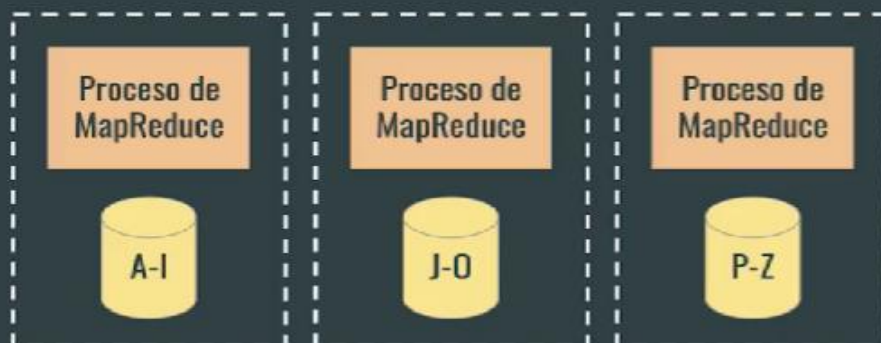 Proceso de
MapReduce
Proceso de
MapReduce
Proceso de
MapReduce
A-I
J-O
P-Z